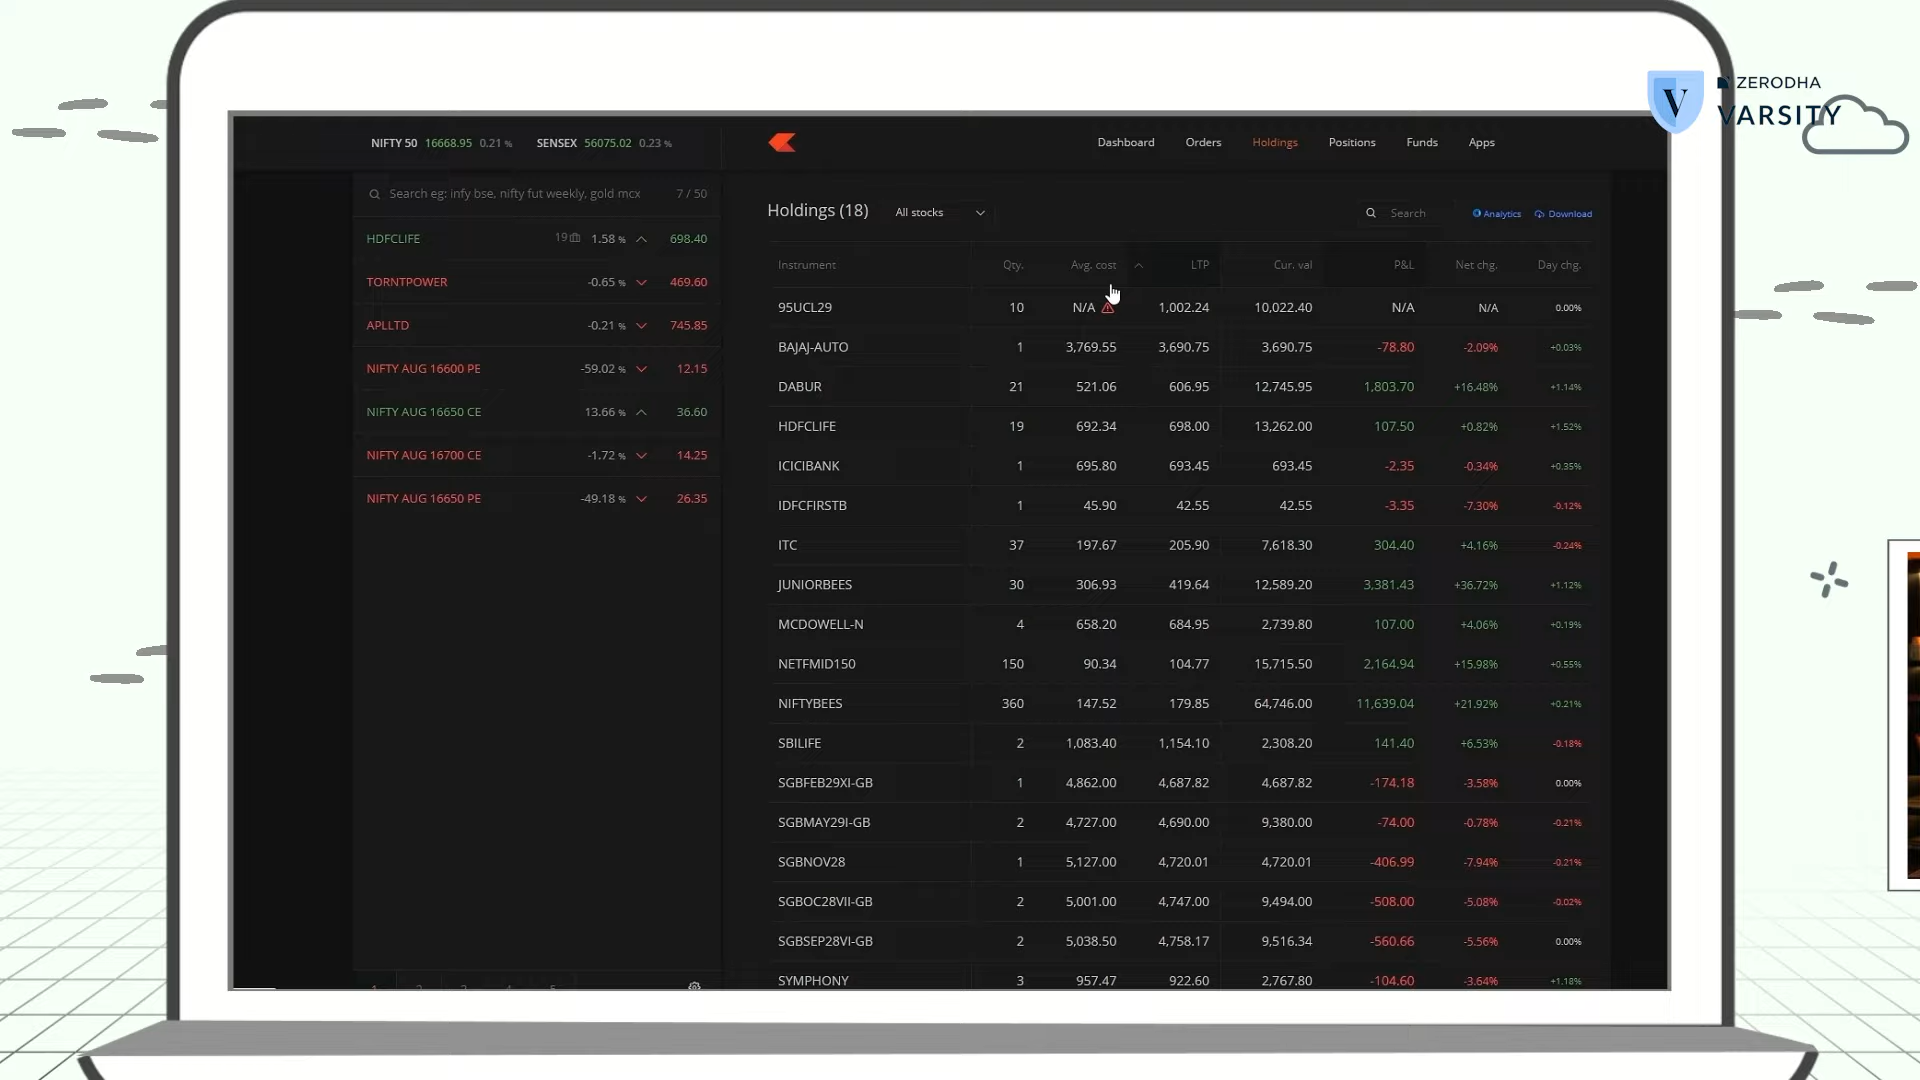 ZERODHA
VARSITY
NIFTY 50 16668.95 0.21 % SENSEX 56075.02 0.23 %
Dashboard Orders Holdings Positions Funds Apps
Search eg: infy bse, nifty fut weekly, gold mcx 7 / 50
HDFCLIFE 19 1.58 % 698.40
TORNTPOWER -0.65 % 469.60
APLLTD -0.21 % 745.85
NIFTY AUG 16600 PE -59.02 % 12.15
NIFTY AUG 16650 CE 13.66 % 36.60
NIFTY AUG 16700 CE -1.72 % 14.25
NIFTY AUG 16650 PE -49.18 % 26.35
Holdings (18) All stocks Search Analytics Download
Instrument Qty. Avg. cost LTP Cur. val P&L Net chg. Day chg.
95UCL29 10 N/A 1,002.24 10,022.40 N/A N/A 0.00%
BAJAJ-AUTO 1 3,769.55 3,690.75 3,690.75 -78.80 -2.09% +0.03%
DABUR 21 521.06 606.95 12,745.95 1,803.70 +16.48% +1.14%
HDFCLIFE 19 692.34 698.00 13,262.00 107.50 +0.82% +1.52%
ICICIBANK 1 695.80 693.45 693.45 -2.35 -0.34% +0.35%
IDFCFIRSTB 1 45.90 42.55 42.55 -3.35 -7.30% -0.12%
ITC 37 197.67 205.90 7,618.30 304.40 +4.16% -0.24%
JUNIORBEES 30 306.93 419.64 12,589.20 3,381.43 +36.72% +1.12%
MCDOWELL-N 4 658.20 684.95 2,739.80 107.00 +4.06% +0.19%
NETFMID150 150 90.34 104.77 15,715.50 2,164.94 +15.98% +0.55%
NIFTYBEES 360 147.52 179.85 64,746.00 11,639.04 +21.92% +0.21%
SBILIFE 2 1,083.40 1,154.10 2,308.20 141.40 +6.53% -0.18%
SGBFEB29XI-GB 1 4,862.00 4,687.82 4,687.82 -174.18 -3.58% 0.00%
SGBMAY29I-GB 2 4,727.00 4,690.00 9,380.00 -74.00 -0.78% -0.21%
SGBNOV28 1 5,127.00 4,720.01 4,720.01 -406.99 -7.94% -0.21%
SGBOC28VII-GB 2 5,001.00 4,747.00 9,494.00 -508.00 -5.08% -0.02%
SGBSEP28VI-GB 2 5,038.50 4,758.17 9,516.34 -560.66 -5.56% 0.00%
SYMPHONY 3 957.47 922.60 2,767.80 -104.60 -3.64% +1.18%